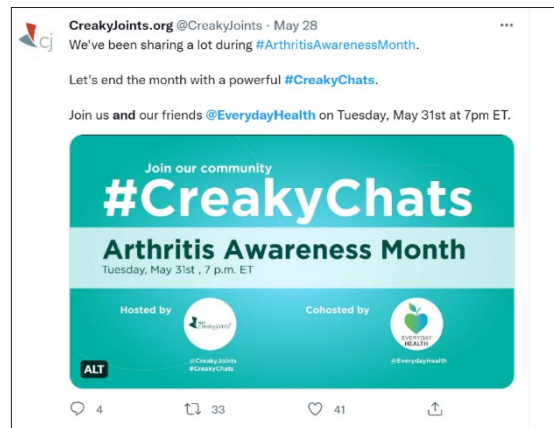 CreakyJoints.org @CreakyJoints · May 28
cj
We've been sharing a lot during #ArthritisAwarenessMonth.
Let's end the month with a powerful #CreakyChats.
Join us and our friends @EverydayHealth on Tuesday, May 31st at 7pm ET.
Join our community
#CreakyChats
Arthritis Awareness Month
Tuesday, May 31st , 7 p.m. ET
Hosted by
creakyjoints
@CreakyJoints
#CreakyChats
Cohosted by
EVERYDAY
HEALTH
@EverydayHealth
ALT
4 33 41